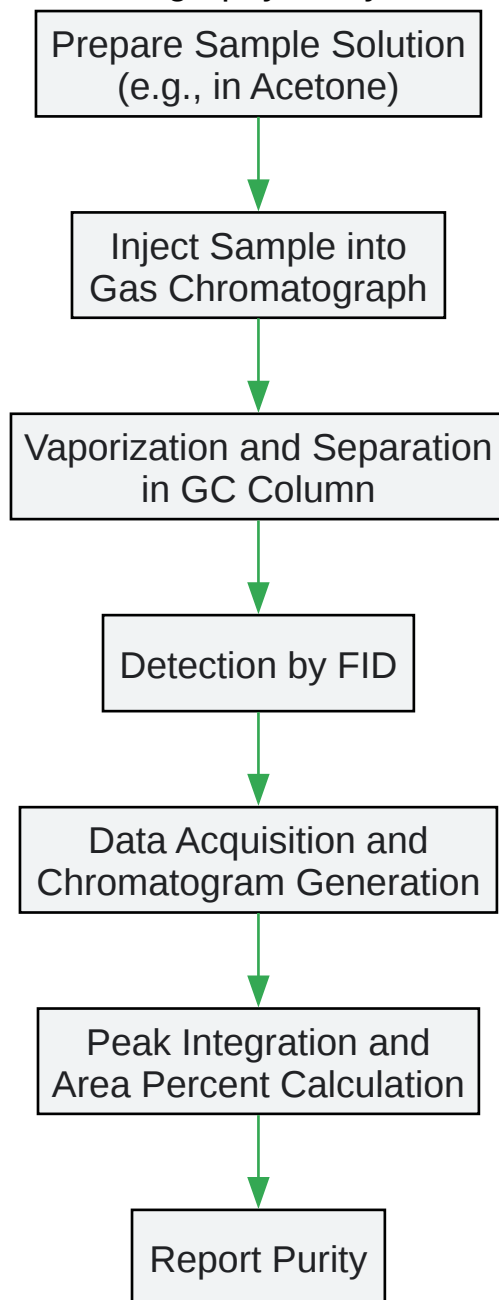 Prepare Sample Solution
(e.g., in Acetone)
Inject Sample into
Gas Chromatograph
Vaporization and Separation
in GC Column
Detection by FID
Data Acquisition and
Chromatogram Generation
Peak Integration and
Area Percent Calculation
Report Purity